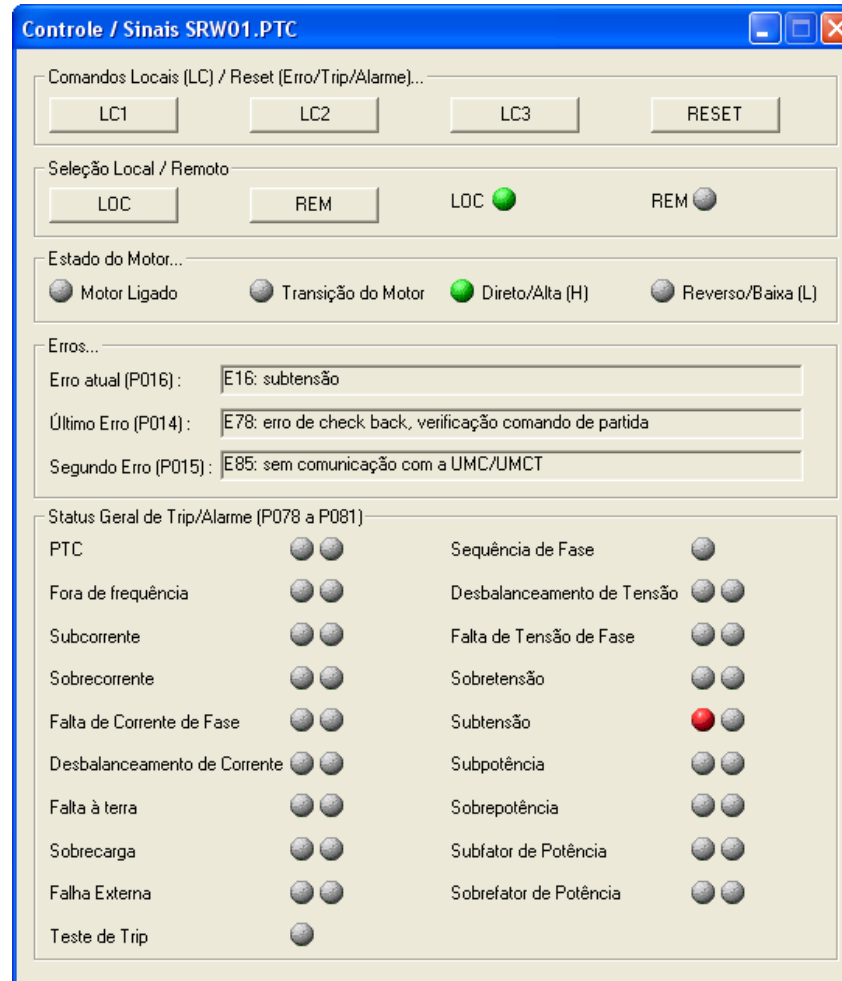 Controle / Sinais SRW01.PTC
Comandos Locais (LC) / Reset (Erro/Trip/Alarme)...
LC1 LC2 LC3 RESET
Seleção Local / Remoto
LOC REM LOC REM
Estado do Motor...
Motor Ligado Transição do Motor Direto/Alta (H) Reverso/Baixa (L)
Erros...
Erro atual (P016) : E16: subtensão
Último Erro (P014) : E78: erro de check back, verificação comando de partida
Segundo Erro (P015) : E85: sem comunicação com a UMC/UMCT
Status Geral de Trip/Alarme (P078 a P081)
PTC Sequência de Fase
Fora de frequência Desbalanceamento de Tensão
Subcorrente Falta de Tensão de Fase
Sobrecorrente Sobretensão
Falta de Corrente de Fase Subtensão
Desbalanceamento de Corrente Subpotência
Falta à terra Sobrepotência
Sobrecarga Subfator de Potência
Falha Externa Sobrefator de Potência
Teste de Trip